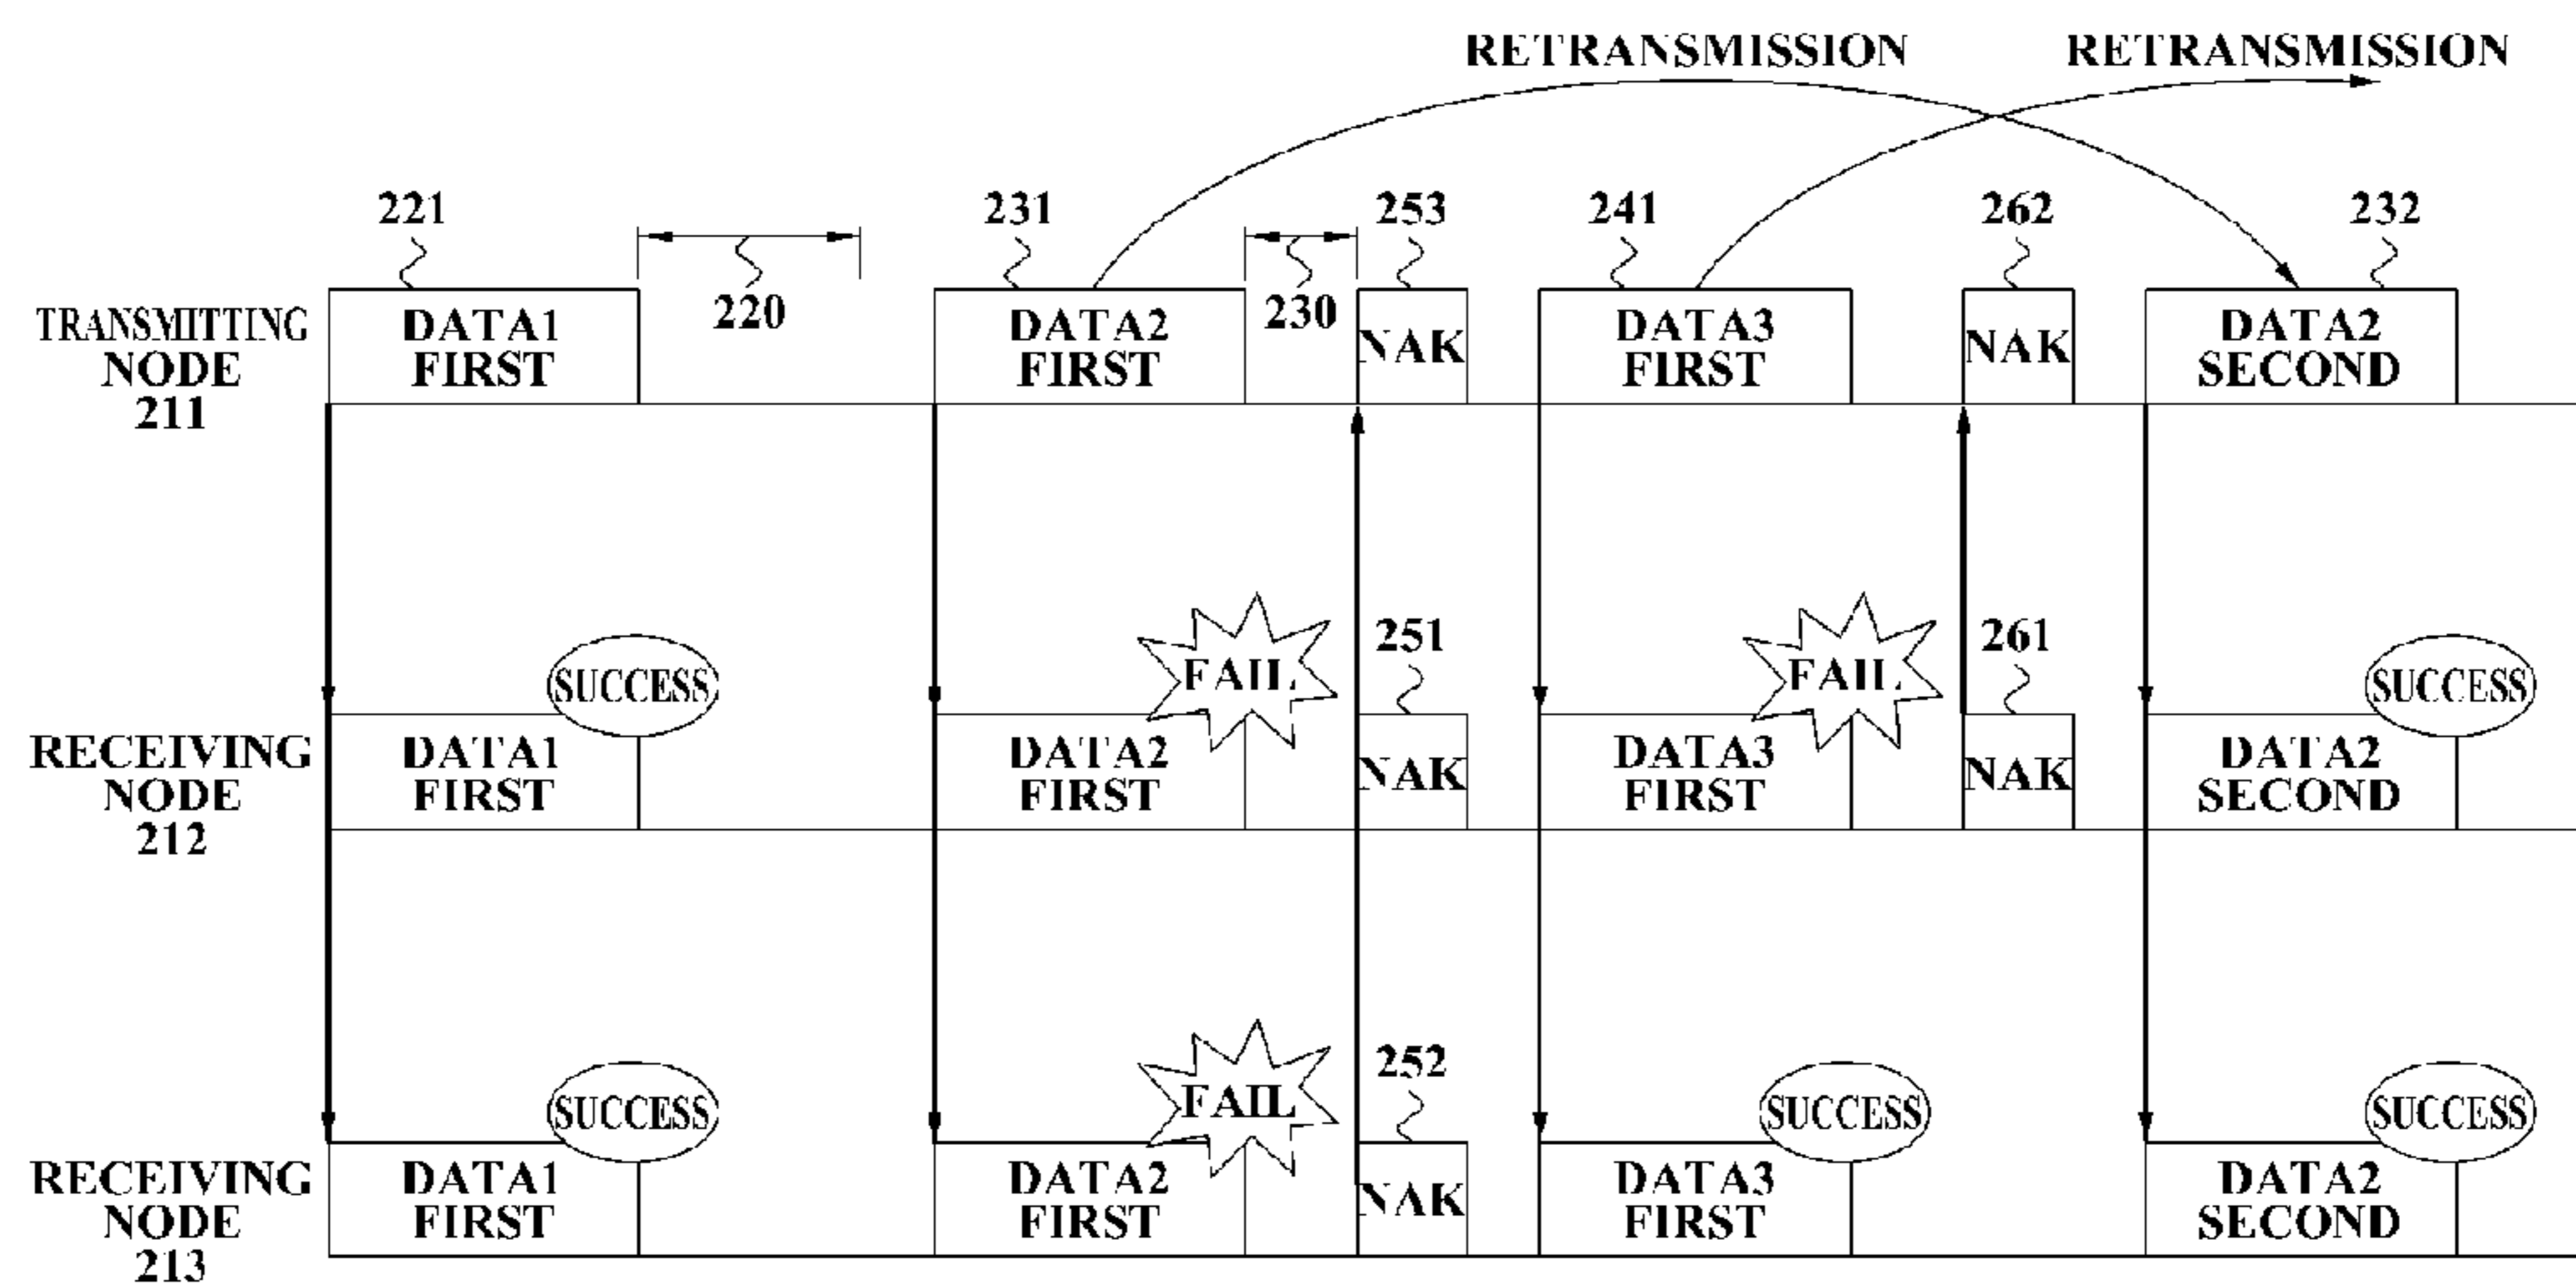 RETRANSMISSION RETRANSMISSION
221 231 253 241 262 232
220 230
TRANSMITTING NODE 211
DATA1 FIRST
DATA2 FIRST
NAK
DATA3 FIRST
NAK
DATA2 SECOND
FAIL FAIL
251 261
SUCCESS SUCCESS
RECEIVING NODE 212
DATA1 FIRST
DATA2 FIRST
NAK
DATA3 FIRST
NAK
DATA2 SECOND
FAIL
252
SUCCESS SUCCESS SUCCESS
RECEIVING NODE 213
DATA1 FIRST
DATA2 FIRST
NAK
DATA3 FIRST
DATA2 SECOND